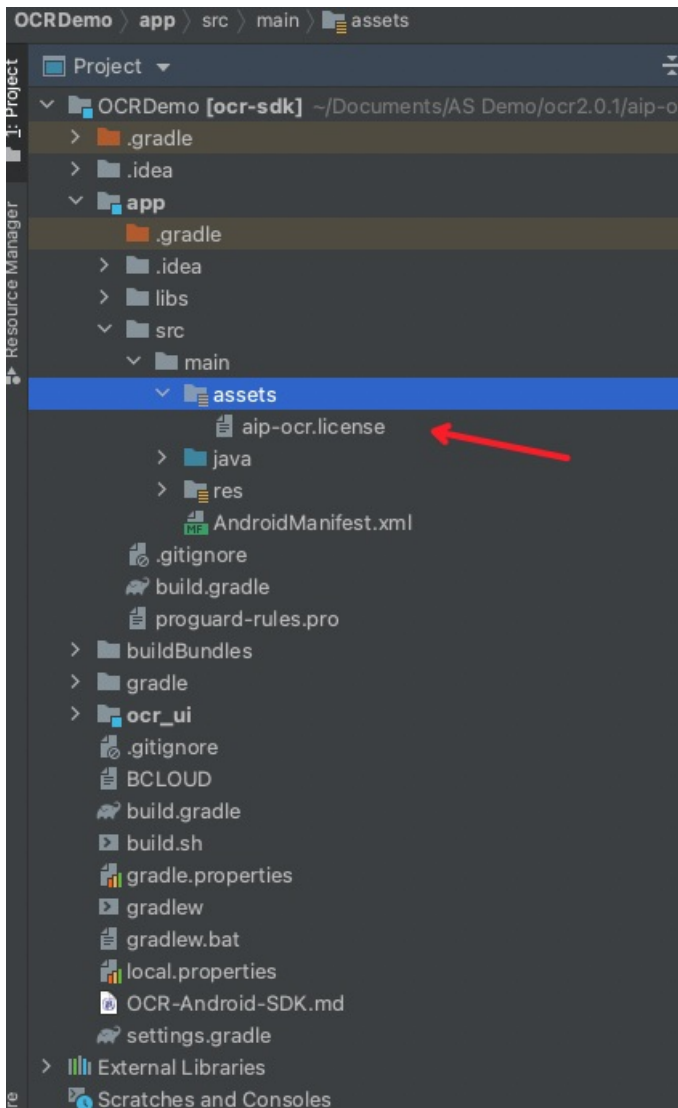 OCRDemo > app > src > main > assets
1: Project
Resource Manager
Project
OCRDemo [ocr-sdk] ~/Documents/AS Demo/ocr2.0.1/aip-o
.gradle
.idea
app
.gradle
.idea
libs
src
main
assets
aip-ocr.license
java
res
MF AndroidManifest.xml
.gitignore
build.gradle
proguard-rules.pro
buildBundles
gradle
ocr_ui
.gitignore
BCLOUD
build.gradle
build.sh
gradle.properties
gradlew
gradlew.bat
local.properties
OCR-Android-SDK.md
settings.gradle
External Libraries
Scratches and Consoles